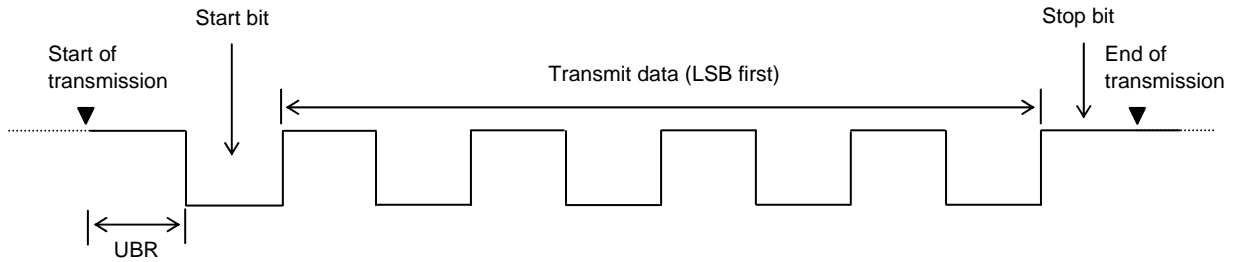 Start bit
Stop bit
Start of
transmission
Transmit data (LSB first)
End of
transmission
UBR